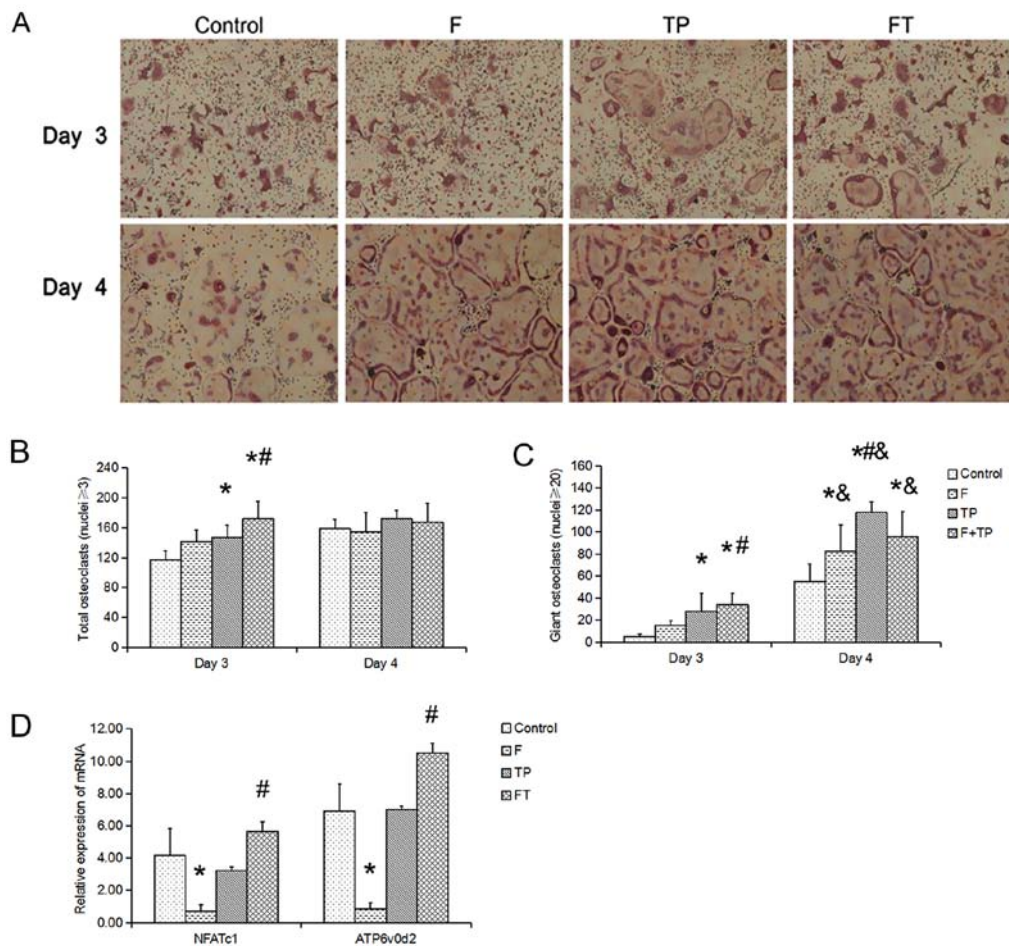 A
Control F TP FT
Day 3
Day 4
B
Total osteoclasts (nuclei≥3)
240
200
160
120
80
40
0
* *#
Day 3 Day 4
C
Giant osteoclasts (nuclei≥20)
160
140
120
100
80
60
40
20
0
* *# *& *#& *&
Day 3 Day 4
Control
F
TP
F+TP
D
Relative expression of mRNA
12.00
10.00
8.00
6.00
4.00
2.00
0.00
* # * #
NFATc1 ATP6v0d2
Control
F
TP
FT